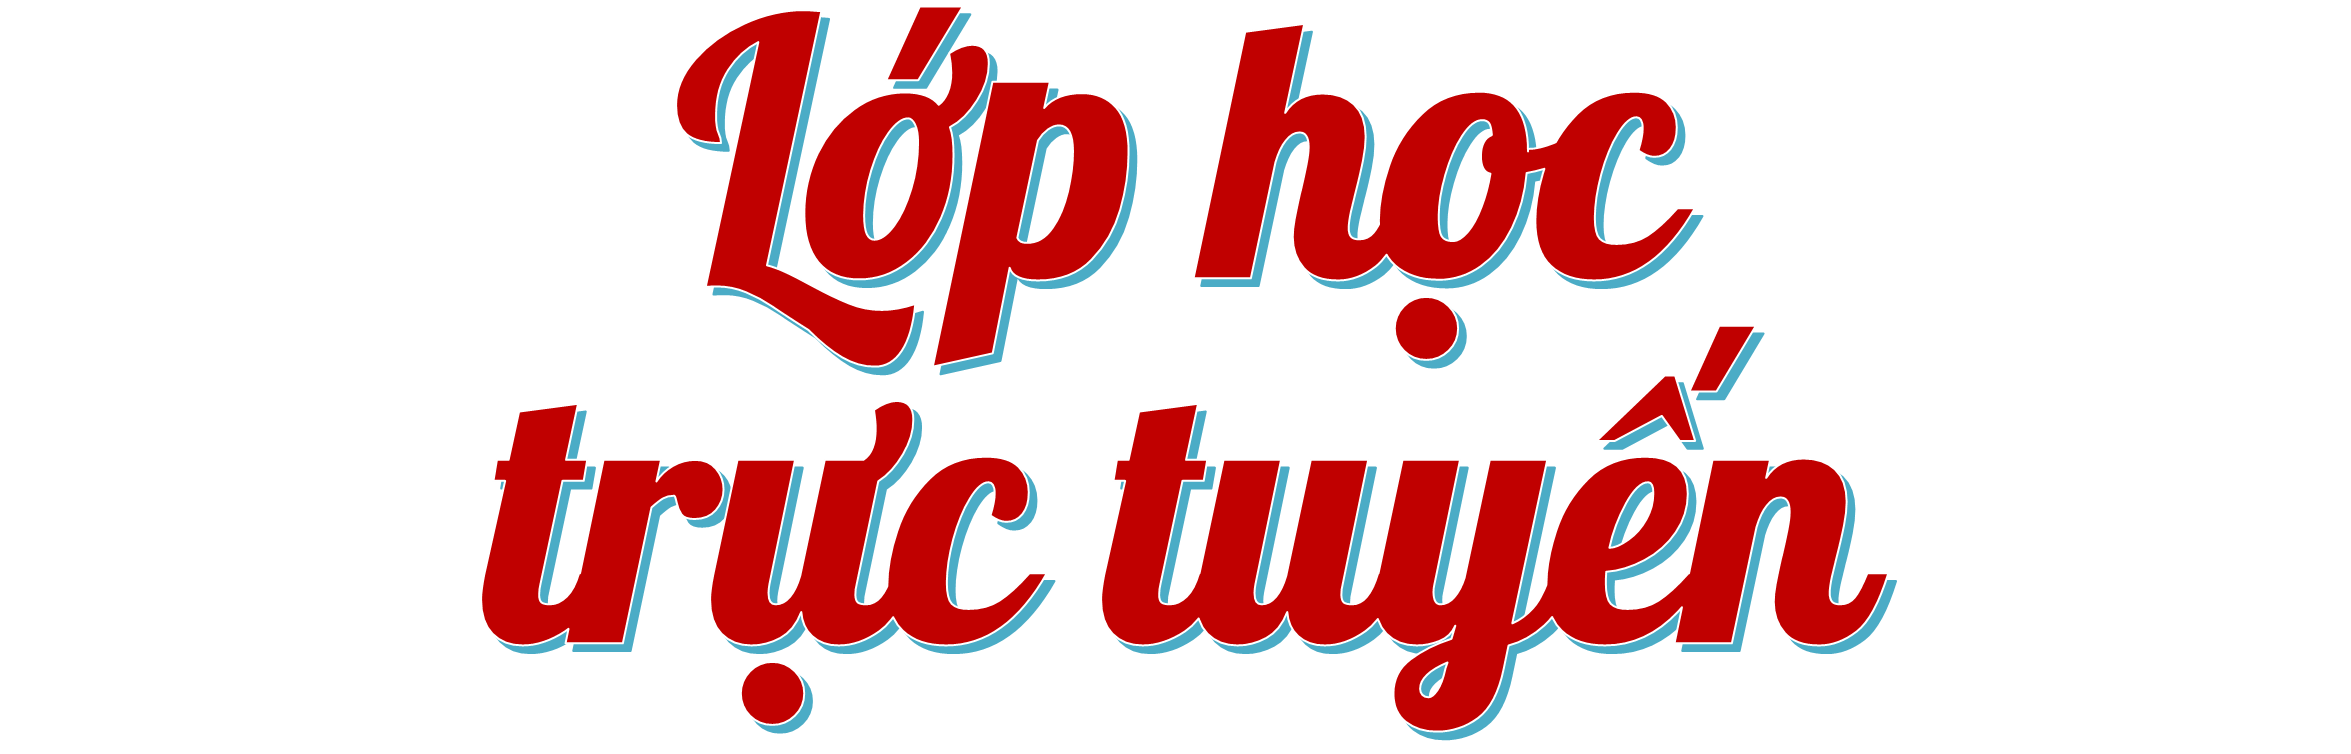 Lớp học
trực tuyến